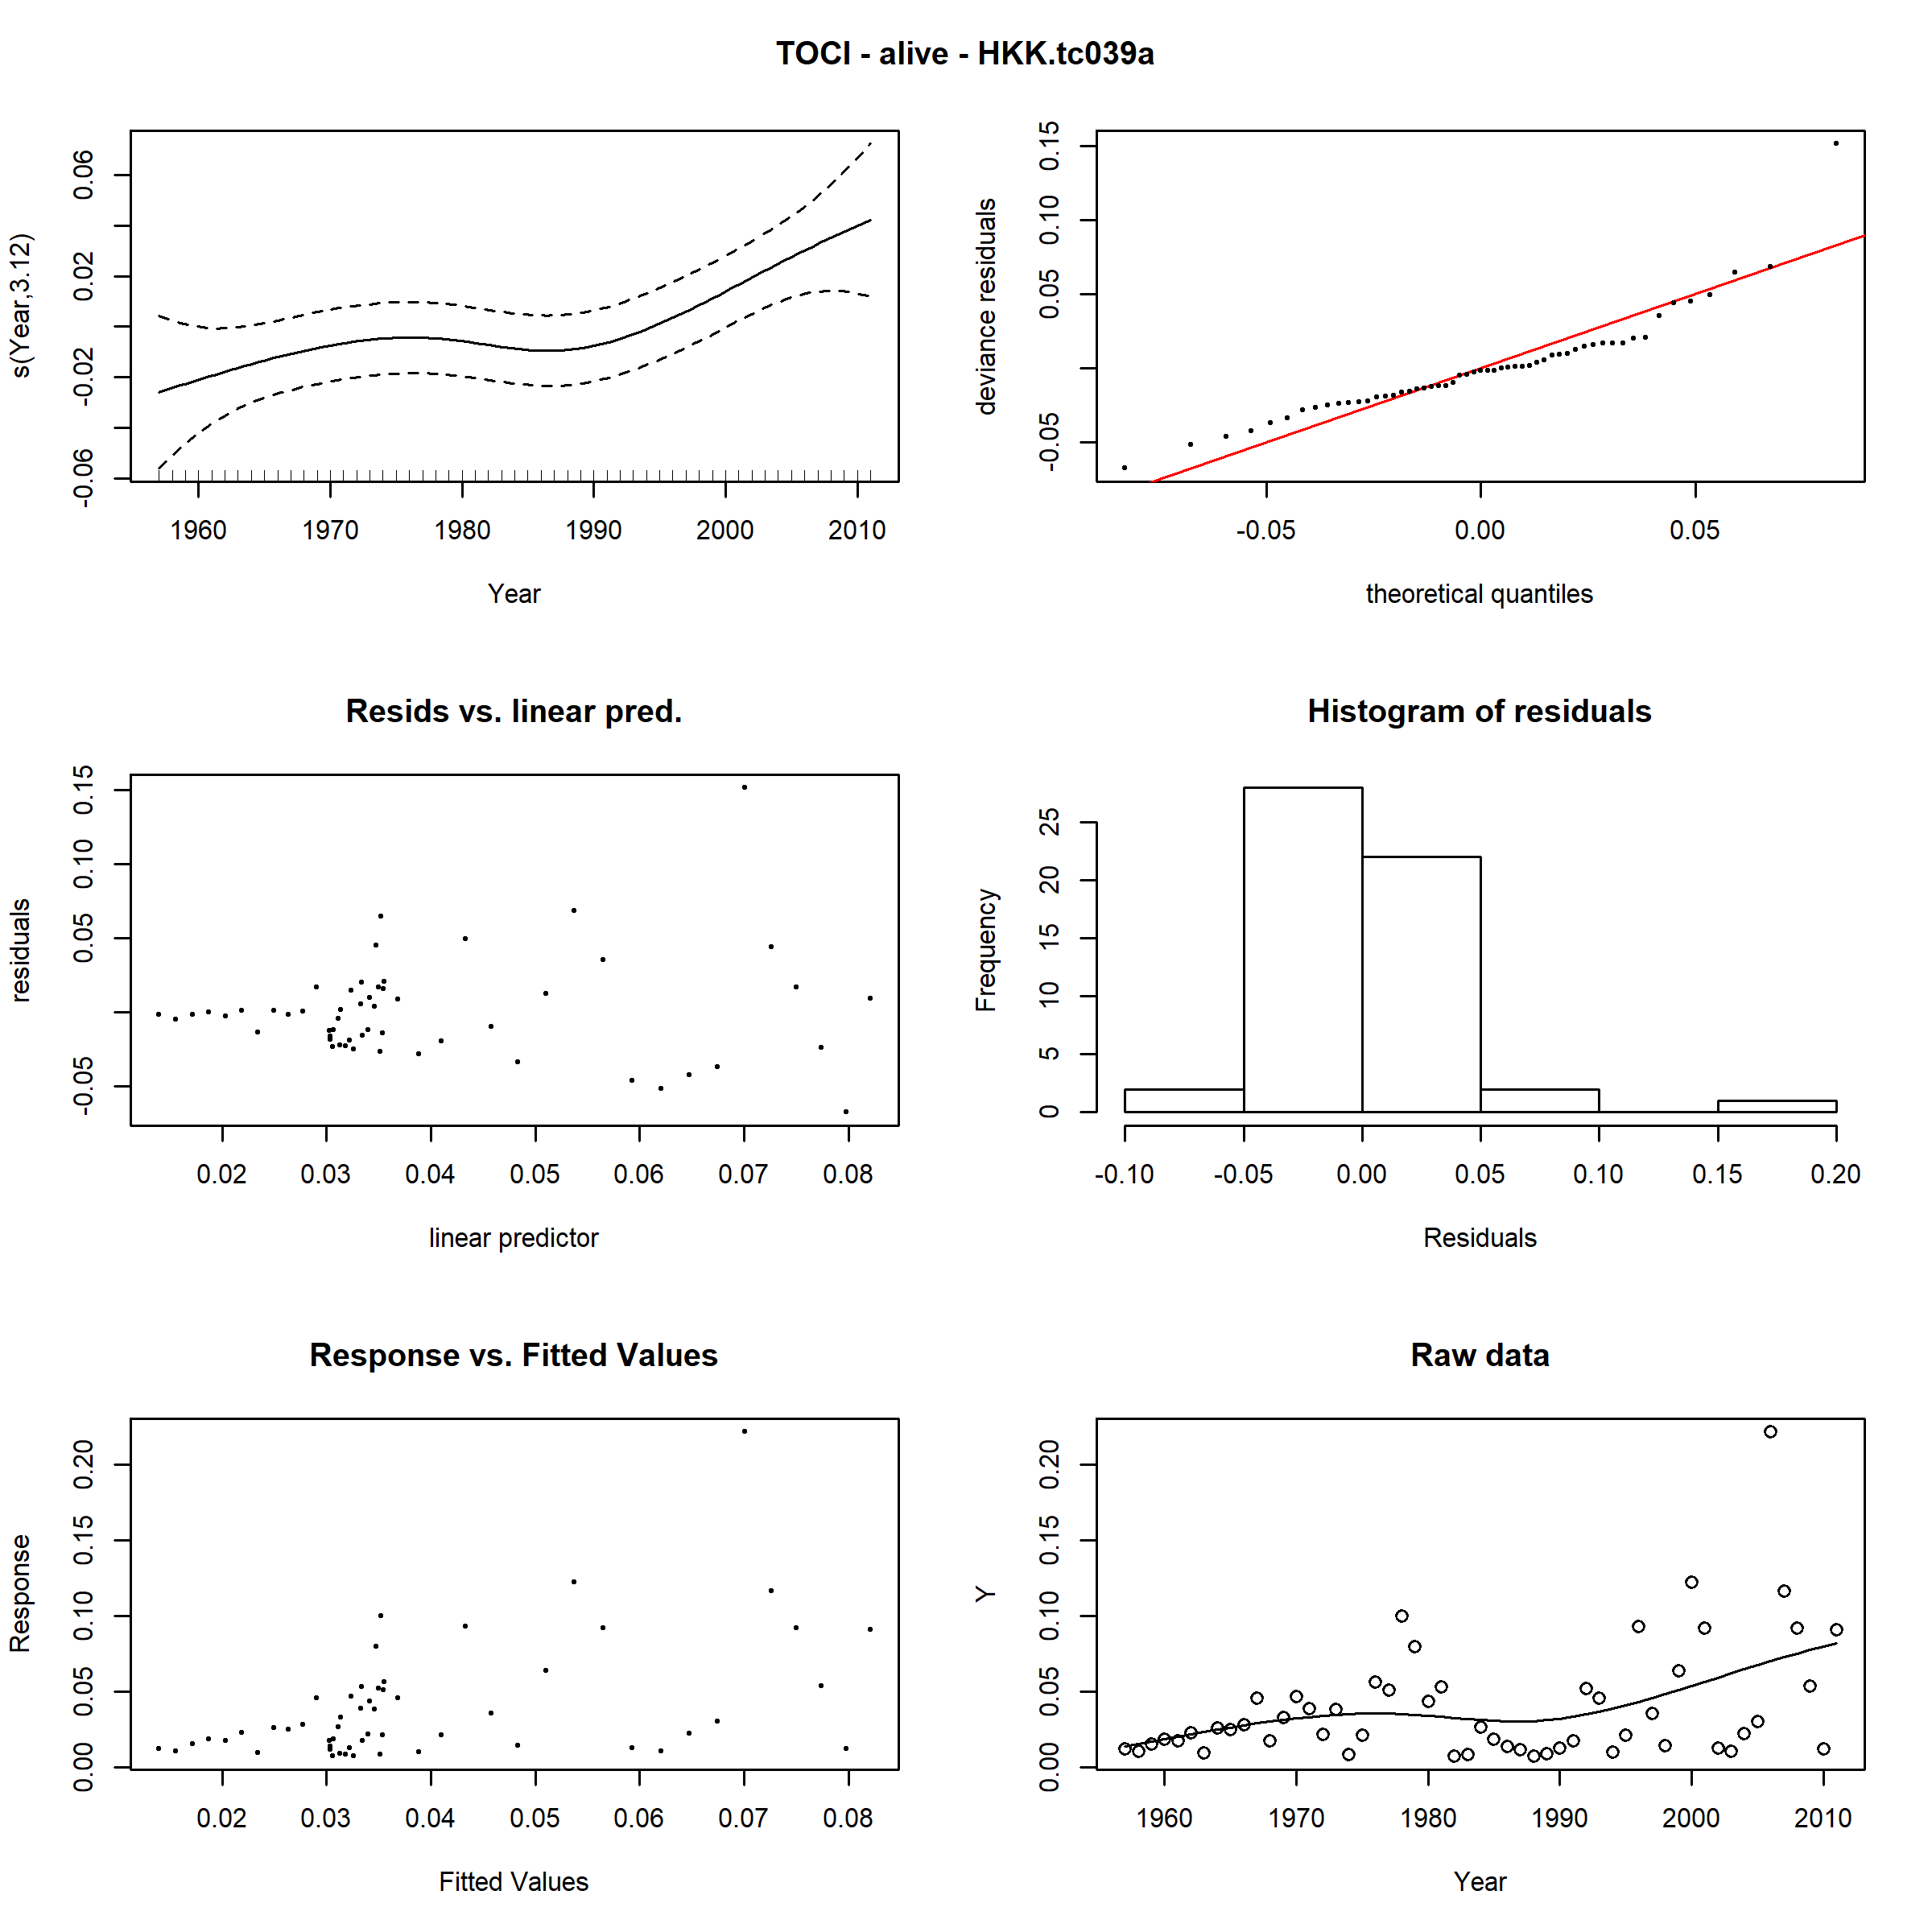 TOCI - alive - HKK.tc039a
s(Year,3.12)
-0.06 -0.02 0.02 0.06
1960 1970 1980 1990 2000 2010
Year
deviance residuals
-0.05 0.05 0.10 0.15
-0.05 0.00 0.05
theoretical quantiles
Resids vs. linear pred.
residuals
-0.05 0.05 0.10 0.15
0.02 0.03 0.04 0.05 0.06 0.07 0.08
linear predictor
Histogram of residuals
Frequency
0 5 10 15 20 25
-0.10 -0.05 0.00 0.05 0.10 0.15 0.20
Residuals
Response vs. Fitted Values
Response
0.00 0.05 0.10 0.15 0.20
0.02 0.03 0.04 0.05 0.06 0.07 0.08
Fitted Values
Raw data
Y
0.00 0.05 0.10 0.15 0.20
1960 1970 1980 1990 2000 2010
Year